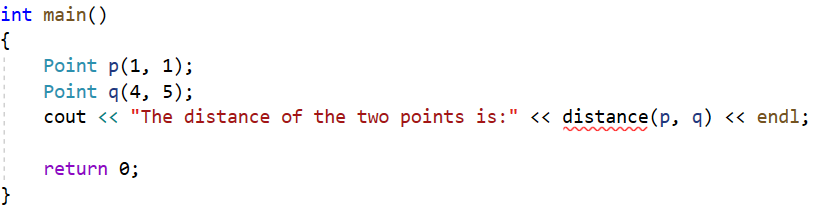 int main()
{
    Point p(1, 1);
    Point q(4, 5);
    cout << "The distance of the two points is:" << distance(p, q) << endl;
    return 0;
}